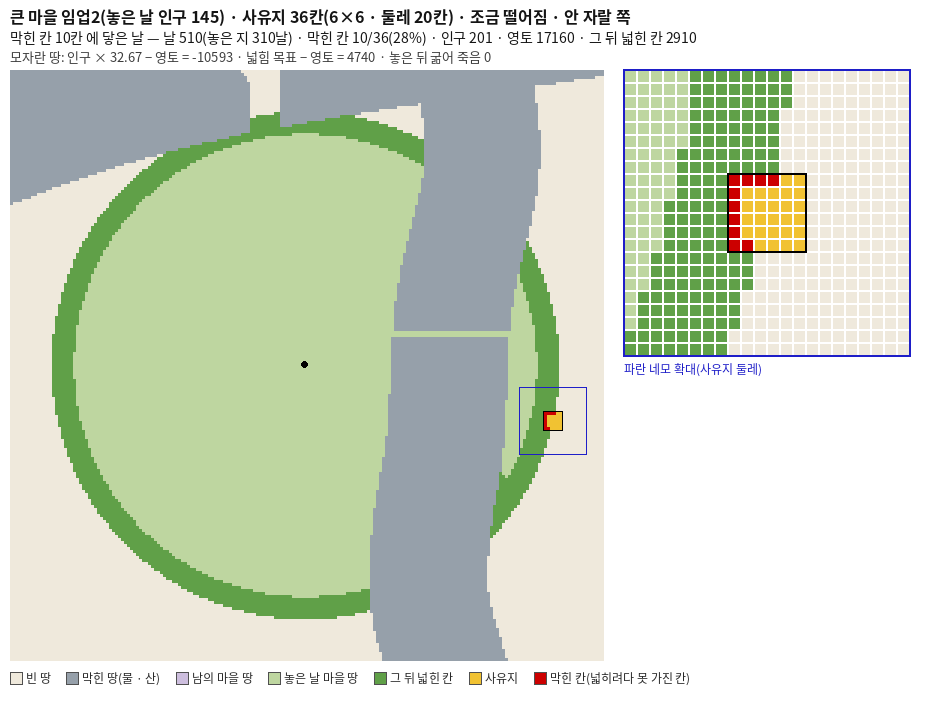 큰 마을 임업2(놓은 날 인구 145) · 사유지 36칸(6×6 · 둘레 20칸) · 조금 떨어짐 · 안 자랄 쪽
막힌 칸 10칸 에 닿은 날 — 날 510(놓은 지 310날) · 막힌 칸 10/36(28%) · 인구 201 · 영토 17160 · 그 뒤 넓힌 칸 2910
모자란 땅: 인구 × 32.67 − 영토 = -10593 · 넓힘 목표 − 영토 = 4740 · 놓은 뒤 굶어 죽음 0
파란 네모 확대(사유지 둘레)
빈 땅
막힌 땅(물 · 산)
남의 마을 땅
놓은 날 마을 땅
그 뒤 넓힌 칸
사유지
막힌 칸(넓히려다 못 가진 칸)